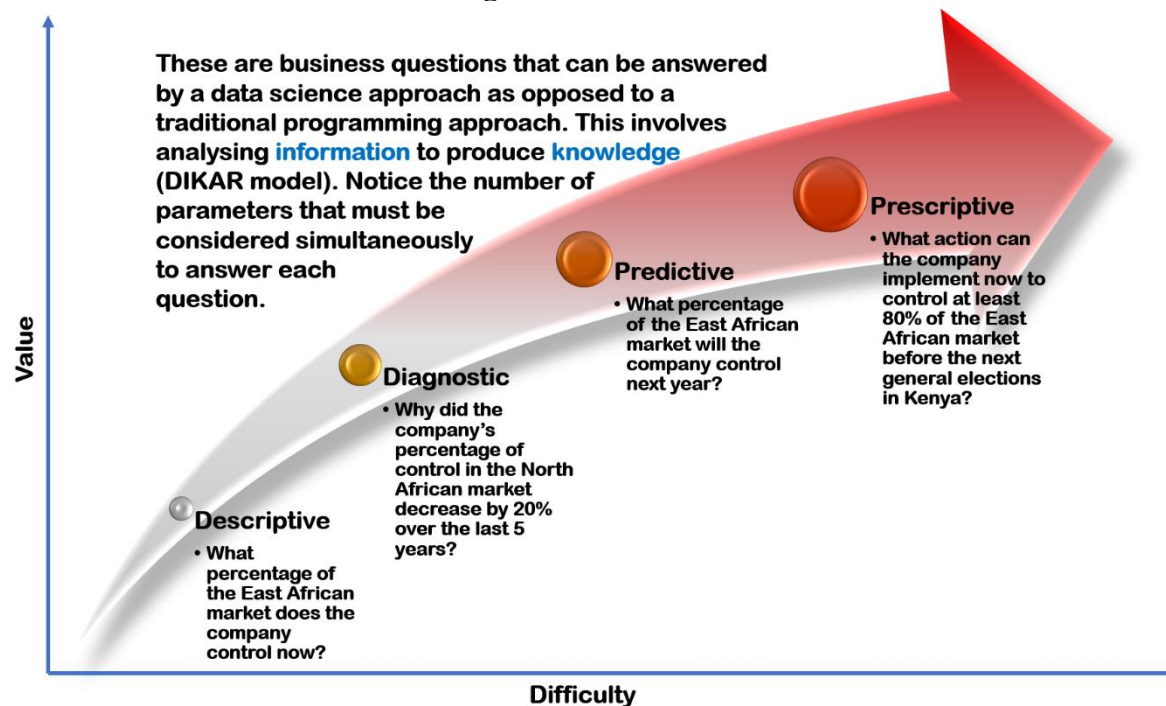 These are business questions that can be answered
by a data science approach as opposed to a
traditional programming approach. This involves
analysing information to produce knowledge
(DIKAR model). Notice the number of
parameters that must be
considered simultaneously
to answer each
question.
Prescriptive
• What action can
the company
implement now to
control at least
80% of the East
African market
before the next
general elections
in Kenya?
Predictive
• What percentage
of the East African
market will the
company control
next year?
Diagnostic
• Why did the
company's
percentage of
control in the North
African market
decrease by 20%
over the last 5
years?
Descriptive
• What
percentage of
the East African
market does the
company
control now?
Value
Difficulty